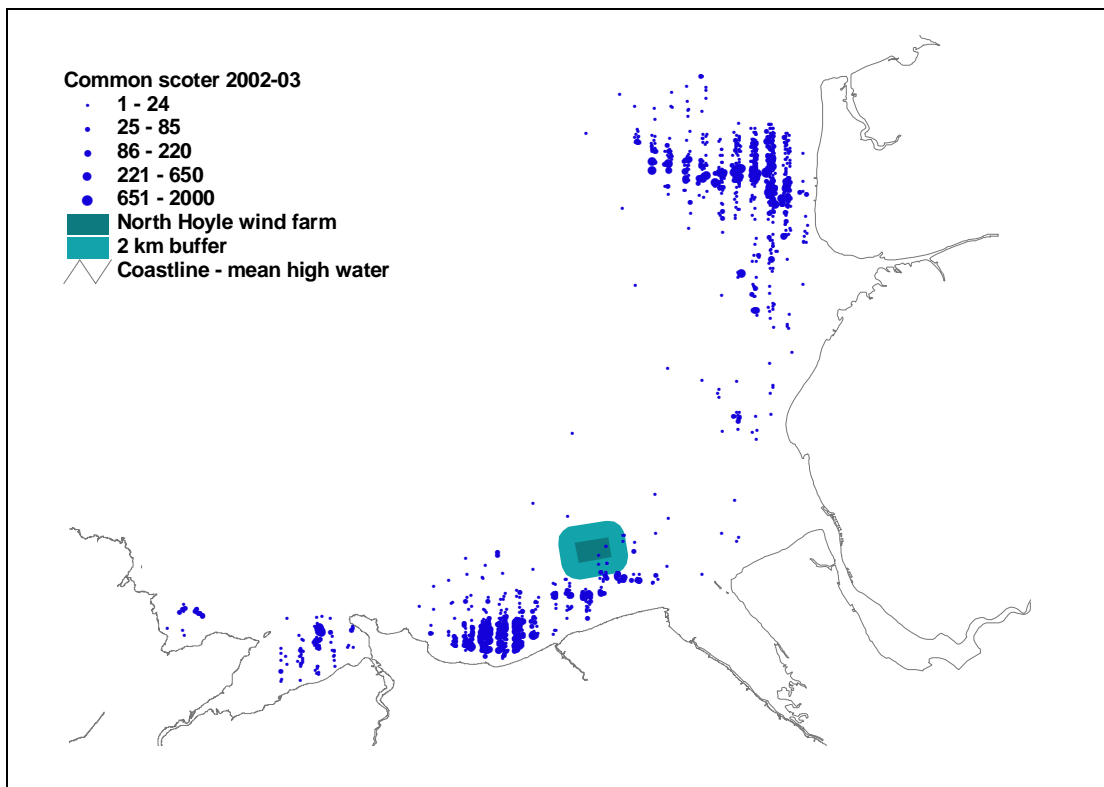 Common scoter 2002-03
1 - 24
25 - 85
86 - 220
221 - 650
651 - 2000
North Hoyle wind farm
2 km buffer
Coastline - mean high water